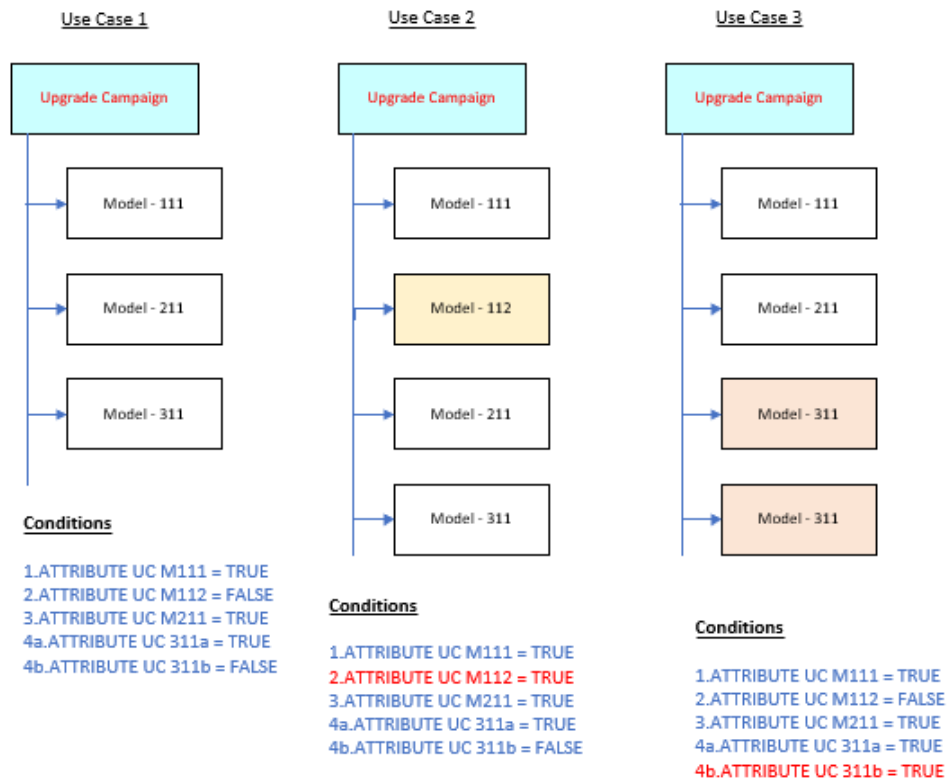 Use Case 1
Upgrade Campaign
Model - 111
Model - 211
Model - 311
Conditions
1.ATTRIBUTE UC M111 = TRUE
2.ATTRIBUTE UC M112 = FALSE
3.ATTRIBUTE UC M211 = TRUE
4a.ATTRIBUTE UC 311a = TRUE
4b.ATTRIBUTE UC 311b = FALSE
Use Case 2
Upgrade Campaign
Model - 111
Model - 112
Model - 211
Model - 311
Conditions
1.ATTRIBUTE UC M111 = TRUE
2.ATTRIBUTE UC M112 = TRUE
3.ATTRIBUTE UC M211 = TRUE
4a.ATTRIBUTE UC 311a = TRUE
4b.ATTRIBUTE UC 311b = FALSE
Use Case 3
Upgrade Campaign
Model - 111
Model - 211
Model - 311
Model - 311
Conditions
1.ATTRIBUTE UC M111 = TRUE
2.ATTRIBUTE UC M112 = FALSE
3.ATTRIBUTE UC M211 = TRUE
4a.ATTRIBUTE UC 311a = TRUE
4b.ATTRIBUTE UC 311b = TRUE